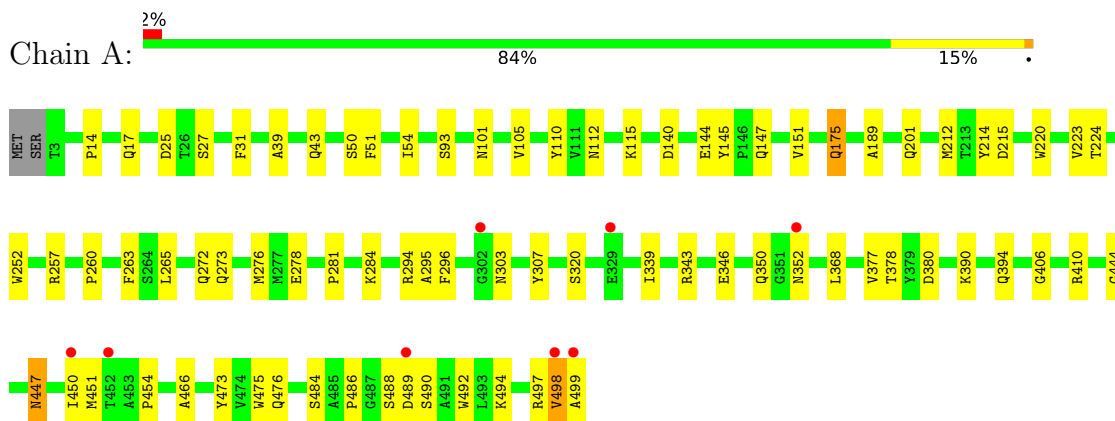 2%
Chain A:
84% 15% •
MET SER T3 P14 Q17 D25 T26 S27 F31 A39 Q43 S50 F51 I54 S93 N101 V105 Y110 V111 N112 K115 D140 E144 Y145 P146 Q147 V151 Q175 A189 Q201 M212 T213 Y214 D215 W220 V223 T224
W252 R257 P260 F263 S264 L265 Q272 Q273 M276 M277 E278 P281 K284 R294 A295 F296 G302 N303 Y307 S320 E329 I339 R343 E346 Q350 G351 N352 L368 V377 T378 Y379 D380 K390 Q394 G406 R410
N447 I450 M451 T452 A453 P454 A466 Y473 V474 W475 Q476 S484 A485 P486 G487 S488 D489 S490 A491 W492 L493 K494 R497 V498 A499